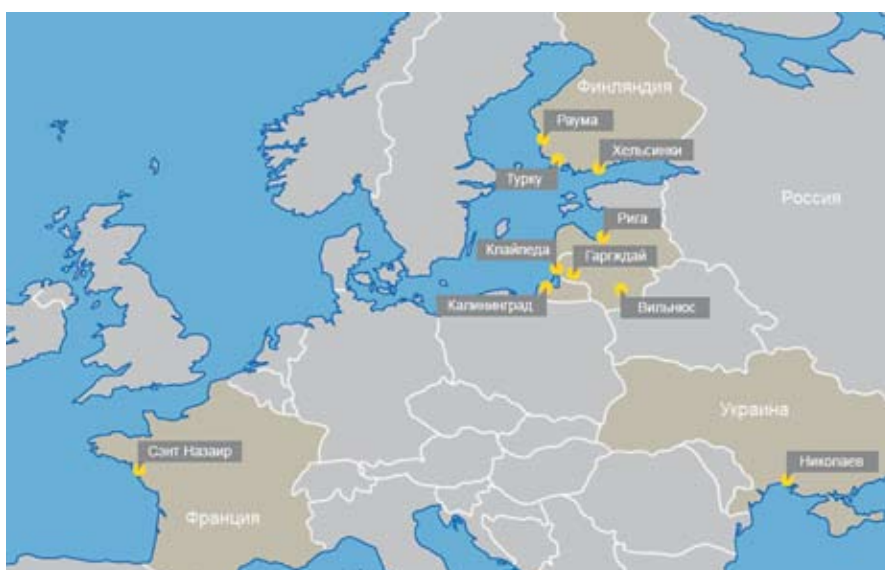 Финляндия
Раума
Хельсинки
Турку
Россия
Рига
Клайпеда
Гаргждай
Калининград
Вильнюс
Украина
Сэнт Назаир
Николаев
Франция